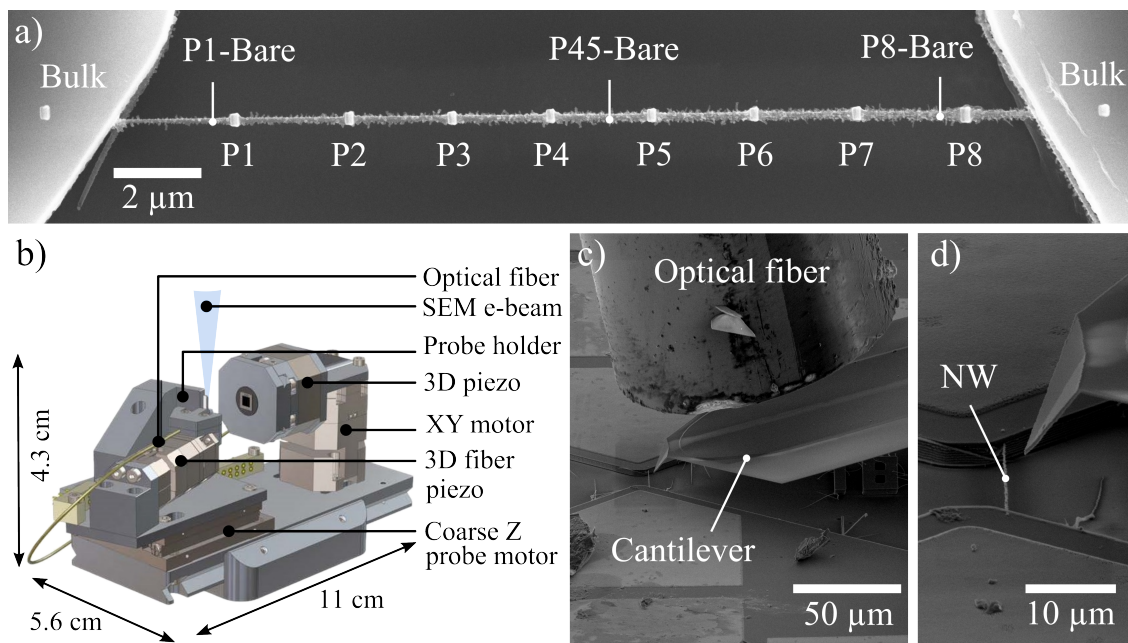 a)
P1-Bare
P45-Bare
P8-Bare
Bulk
Bulk
P1
P2
P3
P4
P5
P6
P7
P8
2 µm
b)
Optical fiber
SEM e-beam
Probe holder
3D piezo
XY motor
3D fiber
piezo
Coarse Z
probe motor
4.3 cm
5.6 cm
11 cm
c)
Optical fiber
Cantilever
50 µm
d)
NW
10 µm